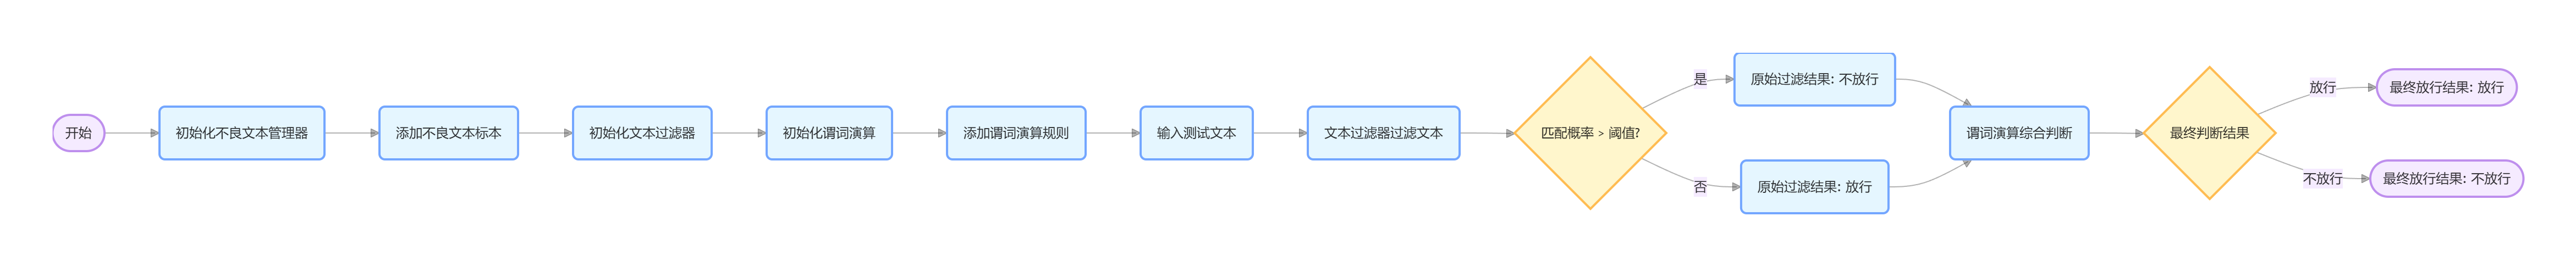 开始
初始化不良文本管理器
添加不良文本标本
初始化文本过滤器
初始化谓词演算
添加谓词演算规则
输入测试文本
文本过滤器过滤文本
匹配概率 > 阈值?
是
原始过滤结果: 不放行
否
原始过滤结果: 放行
谓词演算综合判断
最终判断结果
放行
最终放行结果: 放行
不放行
最终放行结果: 不放行